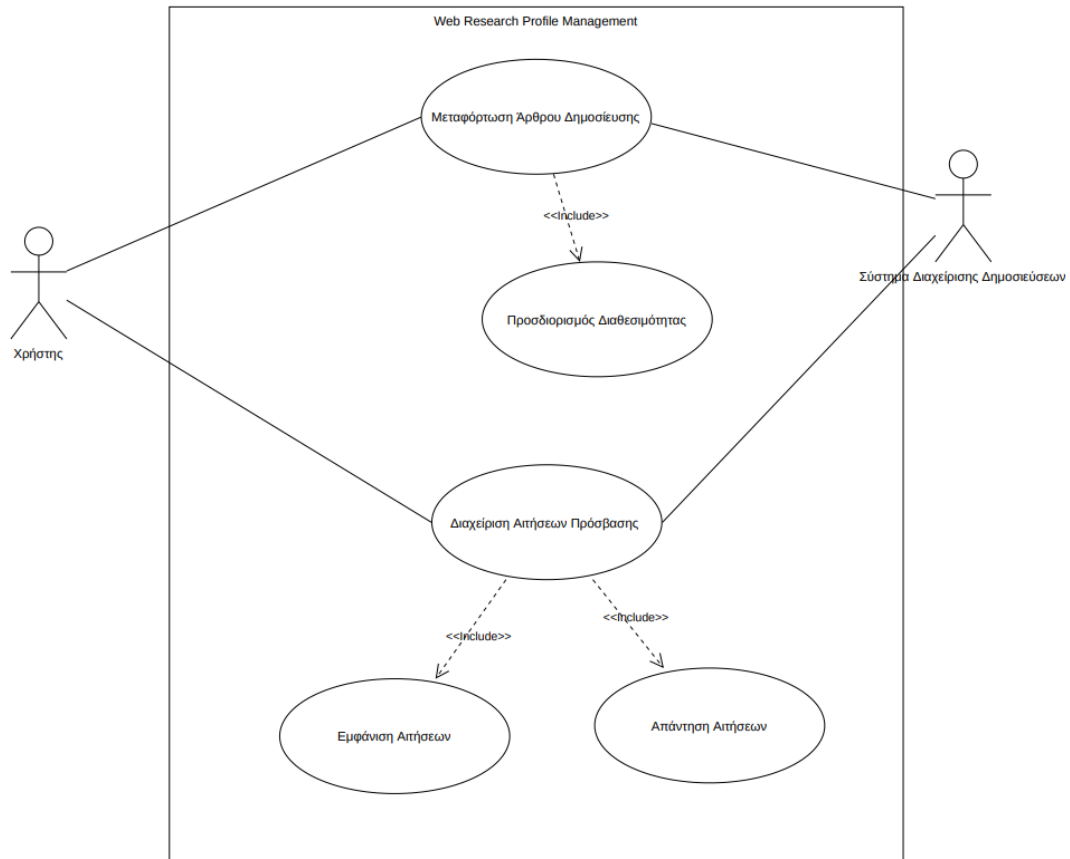 Web Research Profile Management
Μεταφόρτωση Άρθρου Δημοσίευσης
<<Include>>
Σύστημα Διαχείρισης Δημοσιεύσεων
Προσδιορισμός Διαθεσιμότητας
Χρήστης
Διαχείριση Αιτήσεων Πρόσβασης
<<Include>>
<<Include>>
Εμφάνιση Αιτήσεων
Απάντηση Αιτήσεων